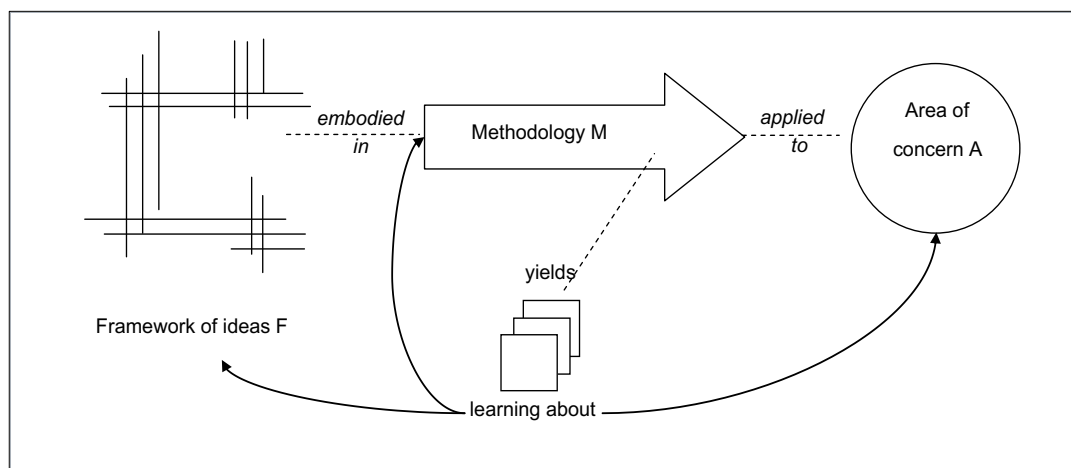 embodied
in
Methodology M
applied
to
Area of
concern A
yields
Framework of ideas F
learning about